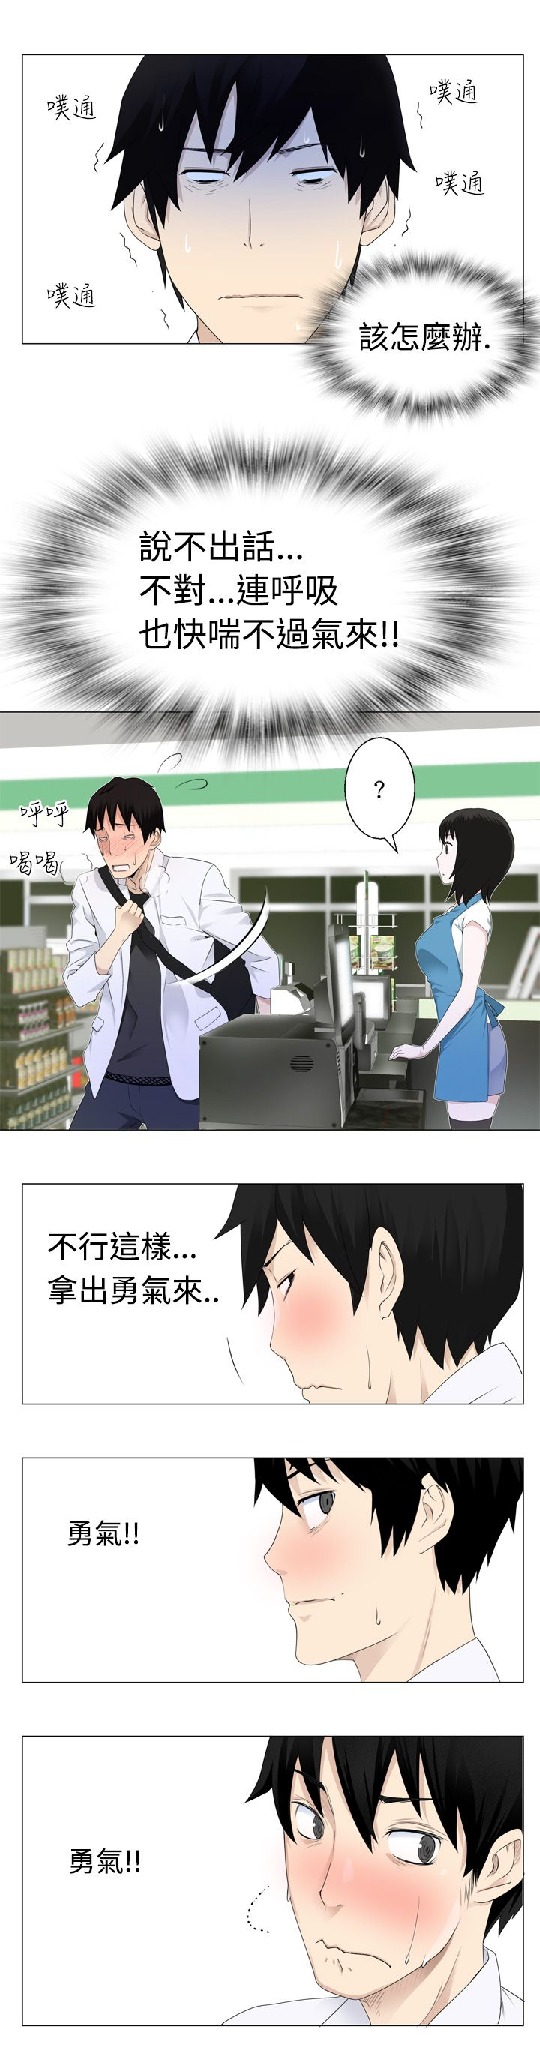 噗通
噗通
噗通
噗通
該怎麼辦.
說不出話...
不對...連呼吸
也快喘不過氣來!!
?
呼呼
喝喝
不行這樣...
拿出勇氣來..
勇氣!!
勇氣!!